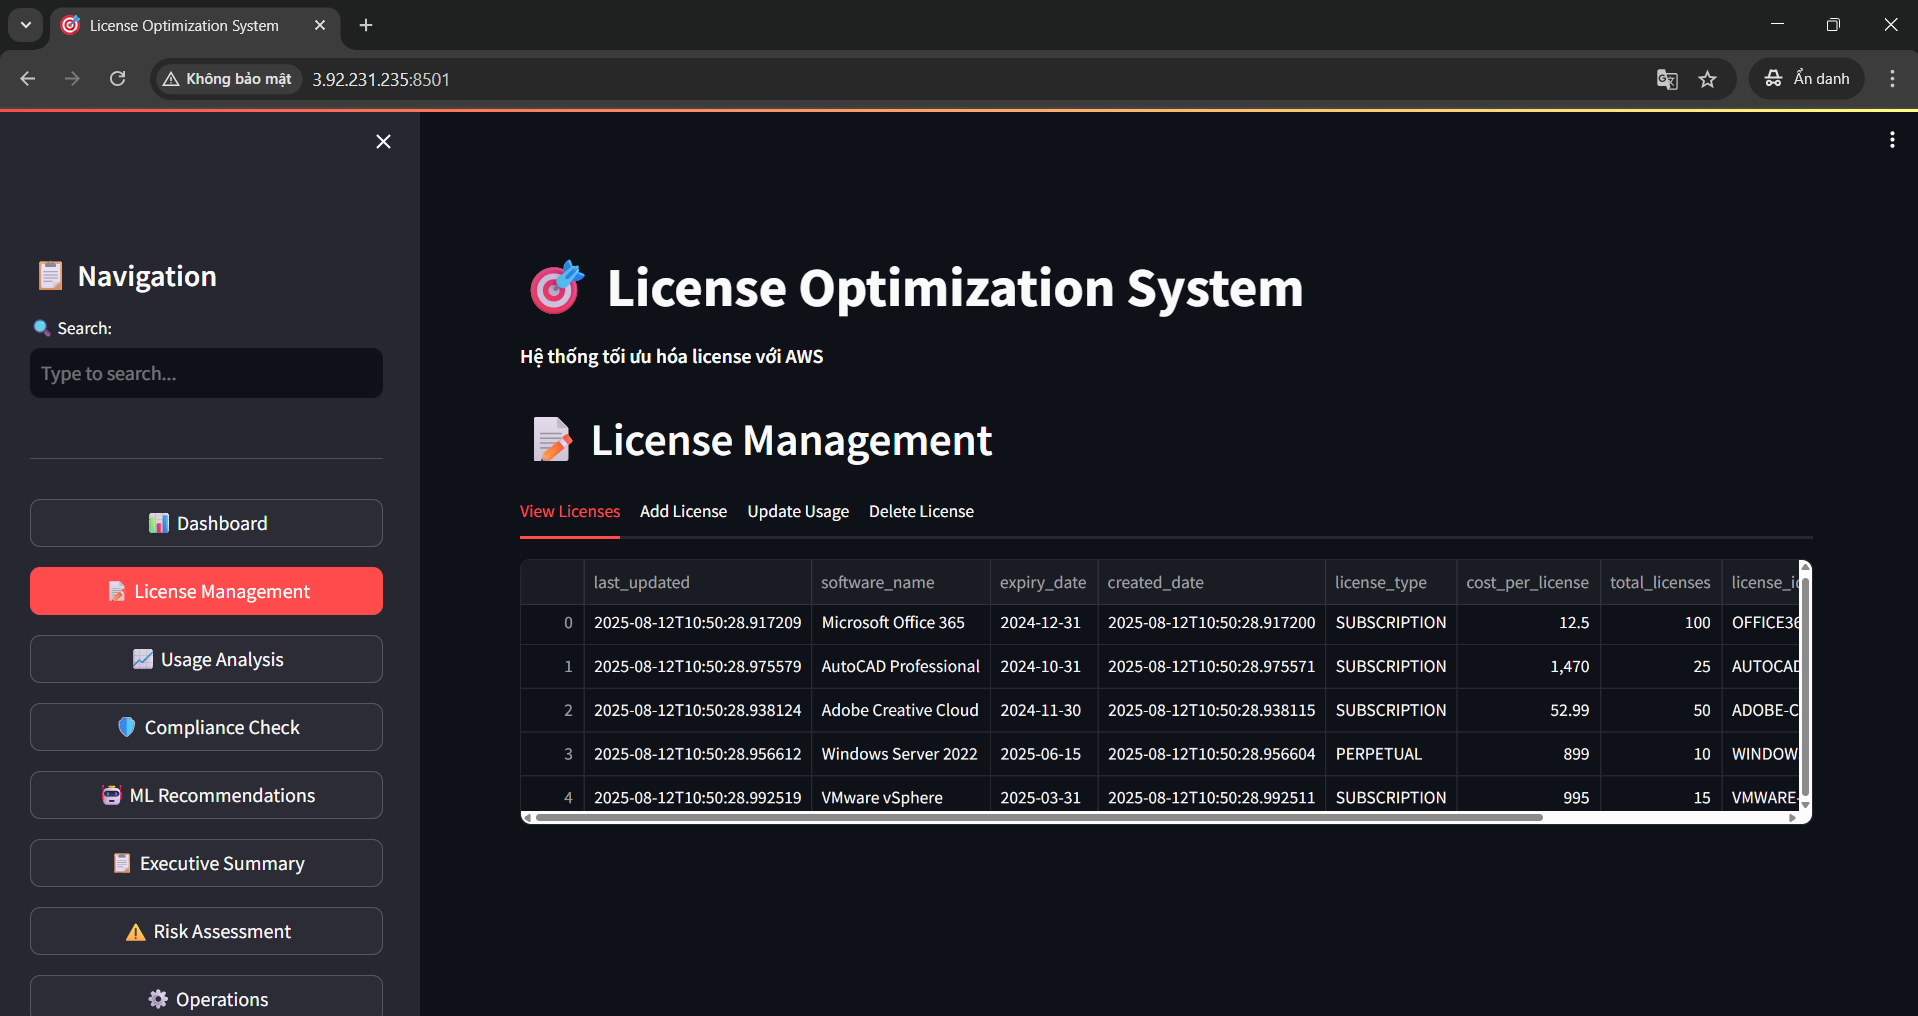 License Optimization System
Không bảo mật 3.92.231.235:8501 Ẩn danh
Navigation
Search:
Type to search...
Dashboard
License Management
Usage Analysis
Compliance Check
ML Recommendations
Executive Summary
Risk Assessment
Operations
License Optimization System
Hệ thống tối ưu hóa license với AWS
License Management
View Licenses Add License Update Usage Delete License
last_updated software_name expiry_date created_date license_type cost_per_license total_licenses license_id
0 2025-08-12T10:50:28.917209 Microsoft Office 365 2024-12-31 2025-08-12T10:50:28.917200 SUBSCRIPTION 12.5 100 OFFICE36
1 2025-08-12T10:50:28.975579 AutoCAD Professional 2024-10-31 2025-08-12T10:50:28.975571 SUBSCRIPTION 1,470 25 AUTOCAD
2 2025-08-12T10:50:28.938124 Adobe Creative Cloud 2024-11-30 2025-08-12T10:50:28.938115 SUBSCRIPTION 52.99 50 ADOBE-C
3 2025-08-12T10:50:28.956612 Windows Server 2022 2025-06-15 2025-08-12T10:50:28.956604 PERPETUAL 899 10 WINDOW
4 2025-08-12T10:50:28.992519 VMware vSphere 2025-03-31 2025-08-12T10:50:28.992511 SUBSCRIPTION 995 15 VMWARE-